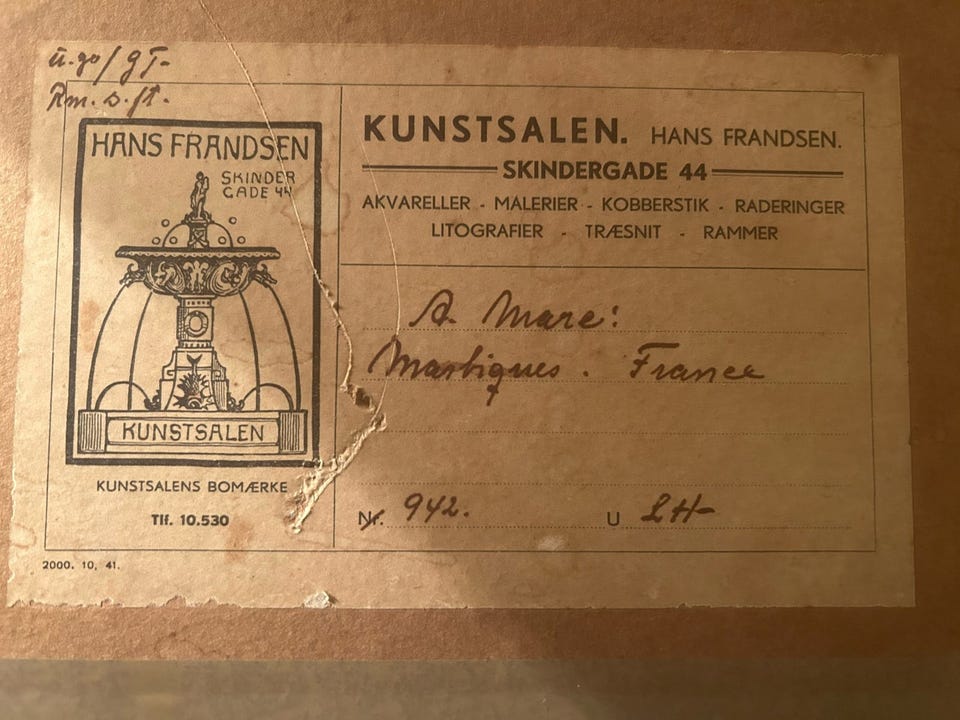 HANS FRANDSEN
SKINDER
GADE 44
KUNSTSALEN
KUNSTSALENS BOMÆRKE
Tlf. 10.530
2000. 10, 41.
KUNSTSALEN. HANS FRANDSEN.
SKINDERGADE 44
AKVARELLER - MALERIER - KOBBERSTIK - RADERINGER
LITOGRAFIER - TRÆSNIT - RAMMER
A. Mare:
Martiques. France
Nr. 942. U